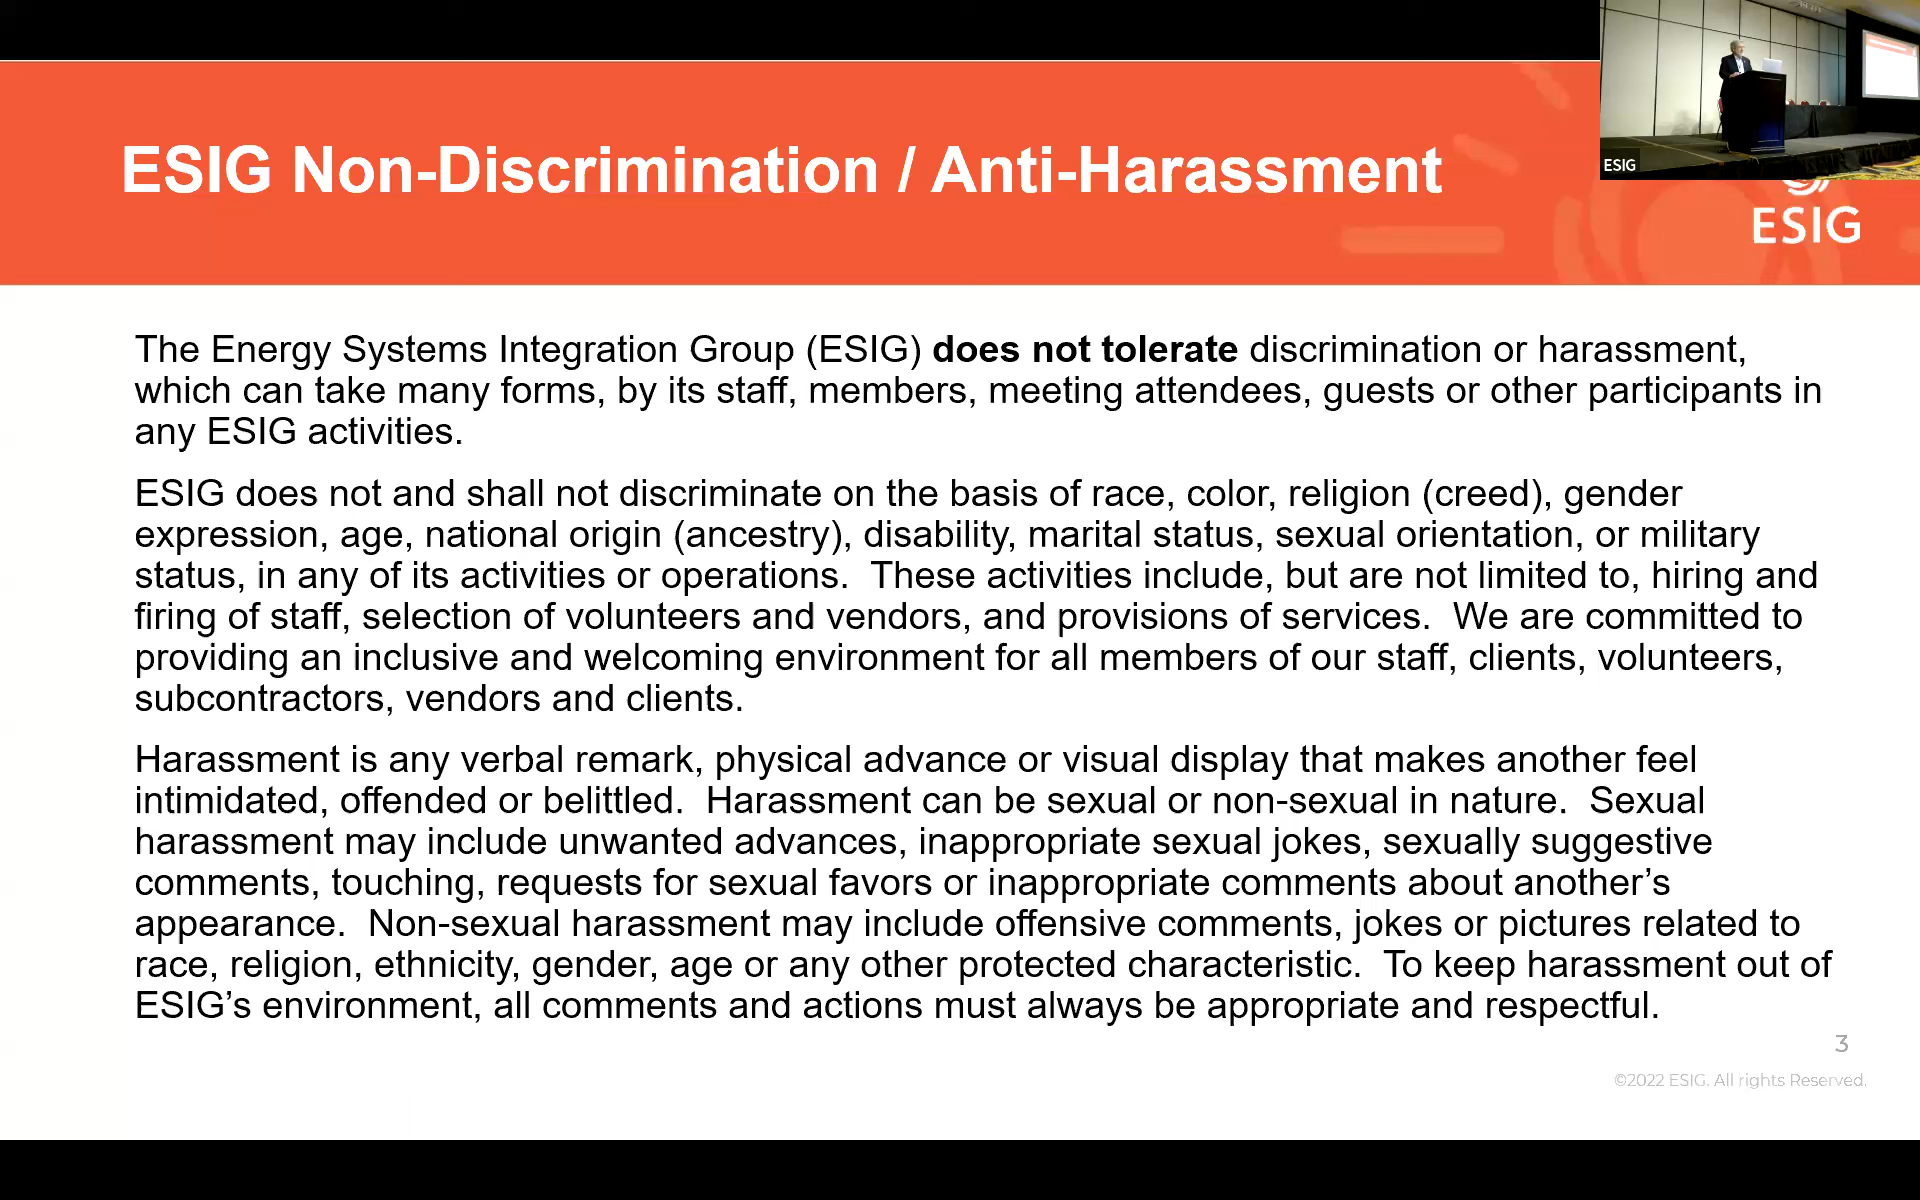 ESIG Non-Discrimination / Anti-Harassment
ESIG
ESIG
The Energy Systems Integration Group (ESIG) does not tolerate discrimination or harassment,
which can take many forms, by its staff, members, meeting attendees, guests or other participants in
any ESIG activities.
ESIG does not and shall not discriminate on the basis of race, color, religion (creed), gender
expression, age, national origin (ancestry), disability, marital status, sexual orientation, or military
status, in any of its activities or operations.  These activities include, but are not limited to, hiring and
firing of staff, selection of volunteers and vendors, and provisions of services.  We are committed to
providing an inclusive and welcoming environment for all members of our staff, clients, volunteers,
subcontractors, vendors and clients.
Harassment is any verbal remark, physical advance or visual display that makes another feel
intimidated, offended or belittled.  Harassment can be sexual or non-sexual in nature.  Sexual
harassment may include unwanted advances, inappropriate sexual jokes, sexually suggestive
comments, touching, requests for sexual favors or inappropriate comments about another’s
appearance.  Non-sexual harassment may include offensive comments, jokes or pictures related to
race, religion, ethnicity, gender, age or any other protected characteristic.  To keep harassment out of
ESIG’s environment, all comments and actions must always be appropriate and respectful.
3
©2022 ESIG. All rights Reserved.